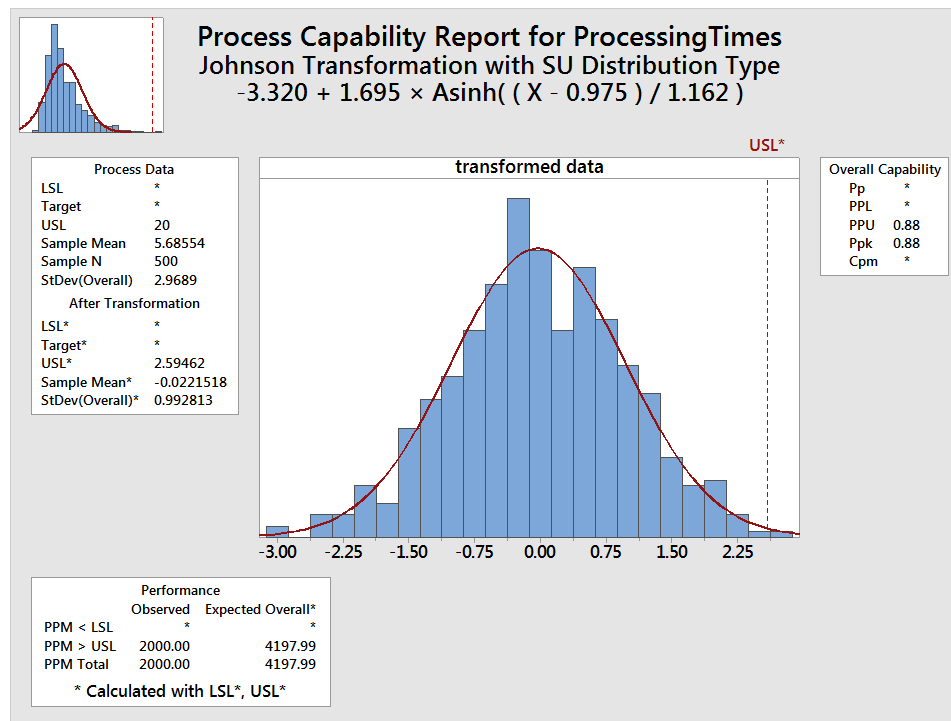 Process Capability Report for ProcessingTimes
Johnson Transformation with SU Distribution Type
-3.320 + 1.695 × Asinh( ( X - 0.975 ) / 1.162 )
USL*
Process Data
LSL *
Target *
USL 20
Sample Mean 5.68554
Sample N 500
StDev(Overall) 2.9689
After Transformation
LSL* *
Target* *
USL* 2.59462
Sample Mean* -0.0221518
StDev(Overall)* 0.992813
transformed data
-3.00 -2.25 -1.50 -0.75 0.00 0.75 1.50 2.25
Overall Capability
Pp *
PPL *
PPU 0.88
Ppk 0.88
Cpm *
Performance
Observed Expected Overall*
PPM < LSL * *
PPM > USL 2000.00 4197.99
PPM Total 2000.00 4197.99
* Calculated with LSL*, USL*